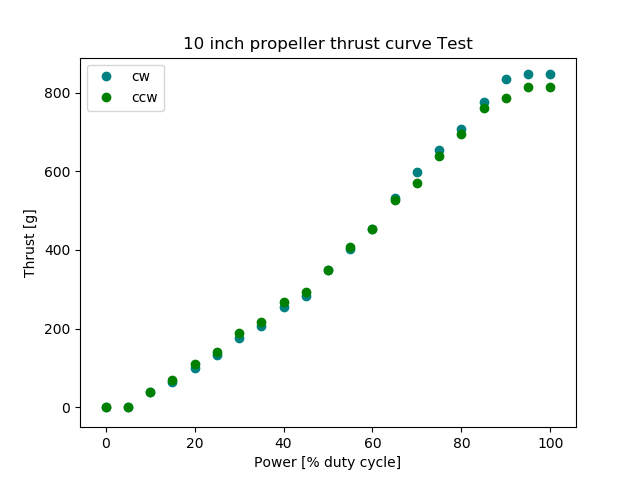 10 inch propeller thrust curve Test
cw
ccw
800
600
400
200
0
Thrust [g]
0 20 40 60 80 100
Power [% duty cycle]